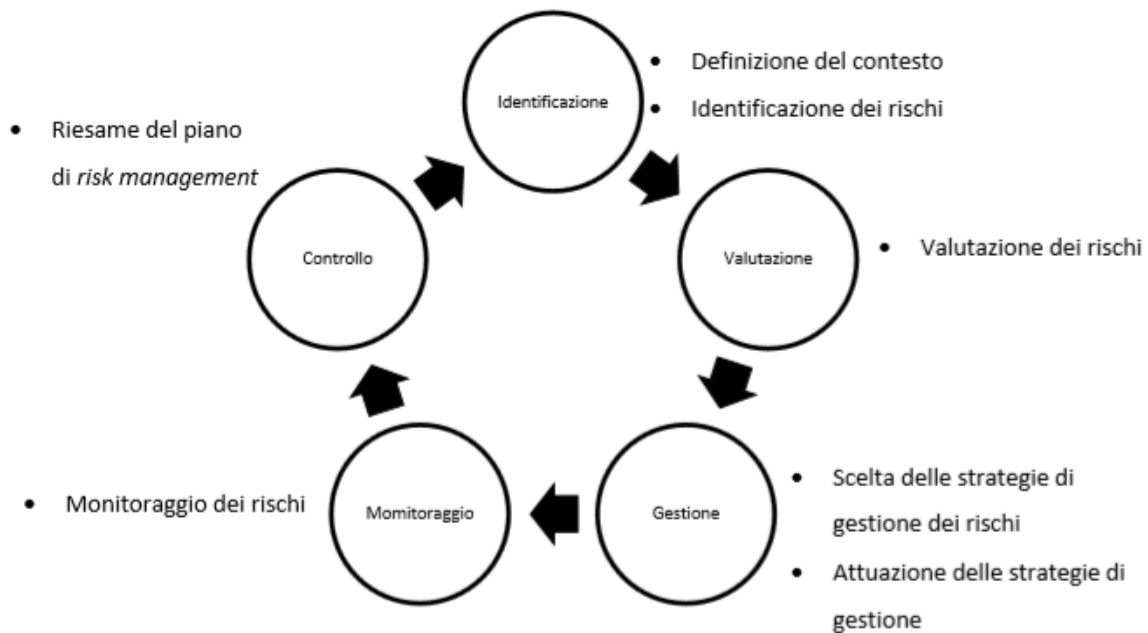 Identificazione
• Definizione del contesto
• Identificazione dei rischi
Valutazione
• Valutazione dei rischi
Gestione
• Scelta delle strategie di
gestione dei rischi
• Attuazione delle strategie di
gestione
Momitoraggio
• Monitoraggio dei rischi
Controllo
• Riesame del piano
di risk management